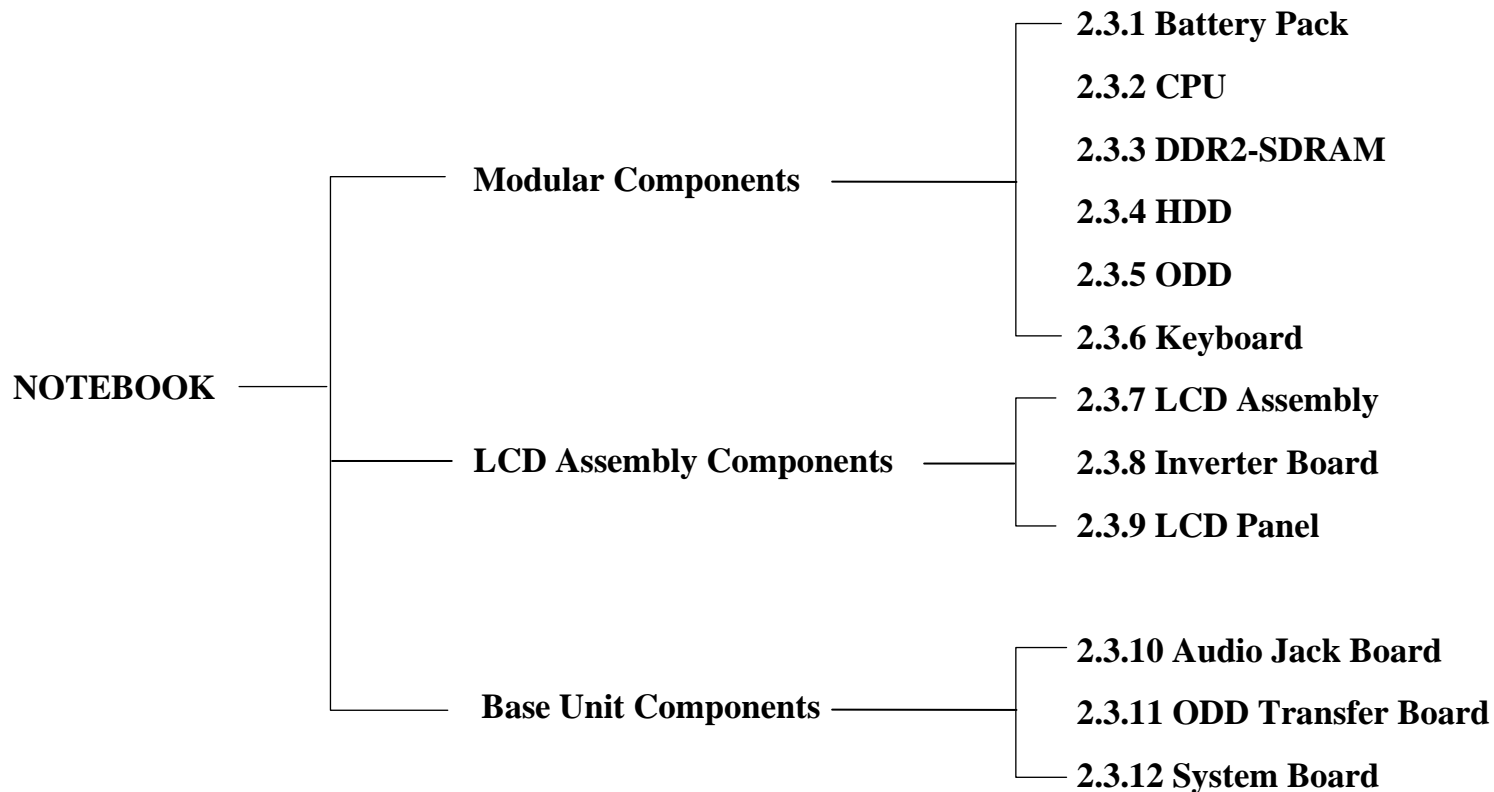 NOTEBOOK
Modular Components
2.3.1 Battery Pack
2.3.2 CPU
2.3.3 DDR2-SDRAM
2.3.4 HDD
2.3.5 ODD
2.3.6 Keyboard
LCD Assembly Components
2.3.7 LCD Assembly
2.3.8 Inverter Board
2.3.9 LCD Panel
Base Unit Components
2.3.10 Audio Jack Board
2.3.11 ODD Transfer Board
2.3.12 System Board